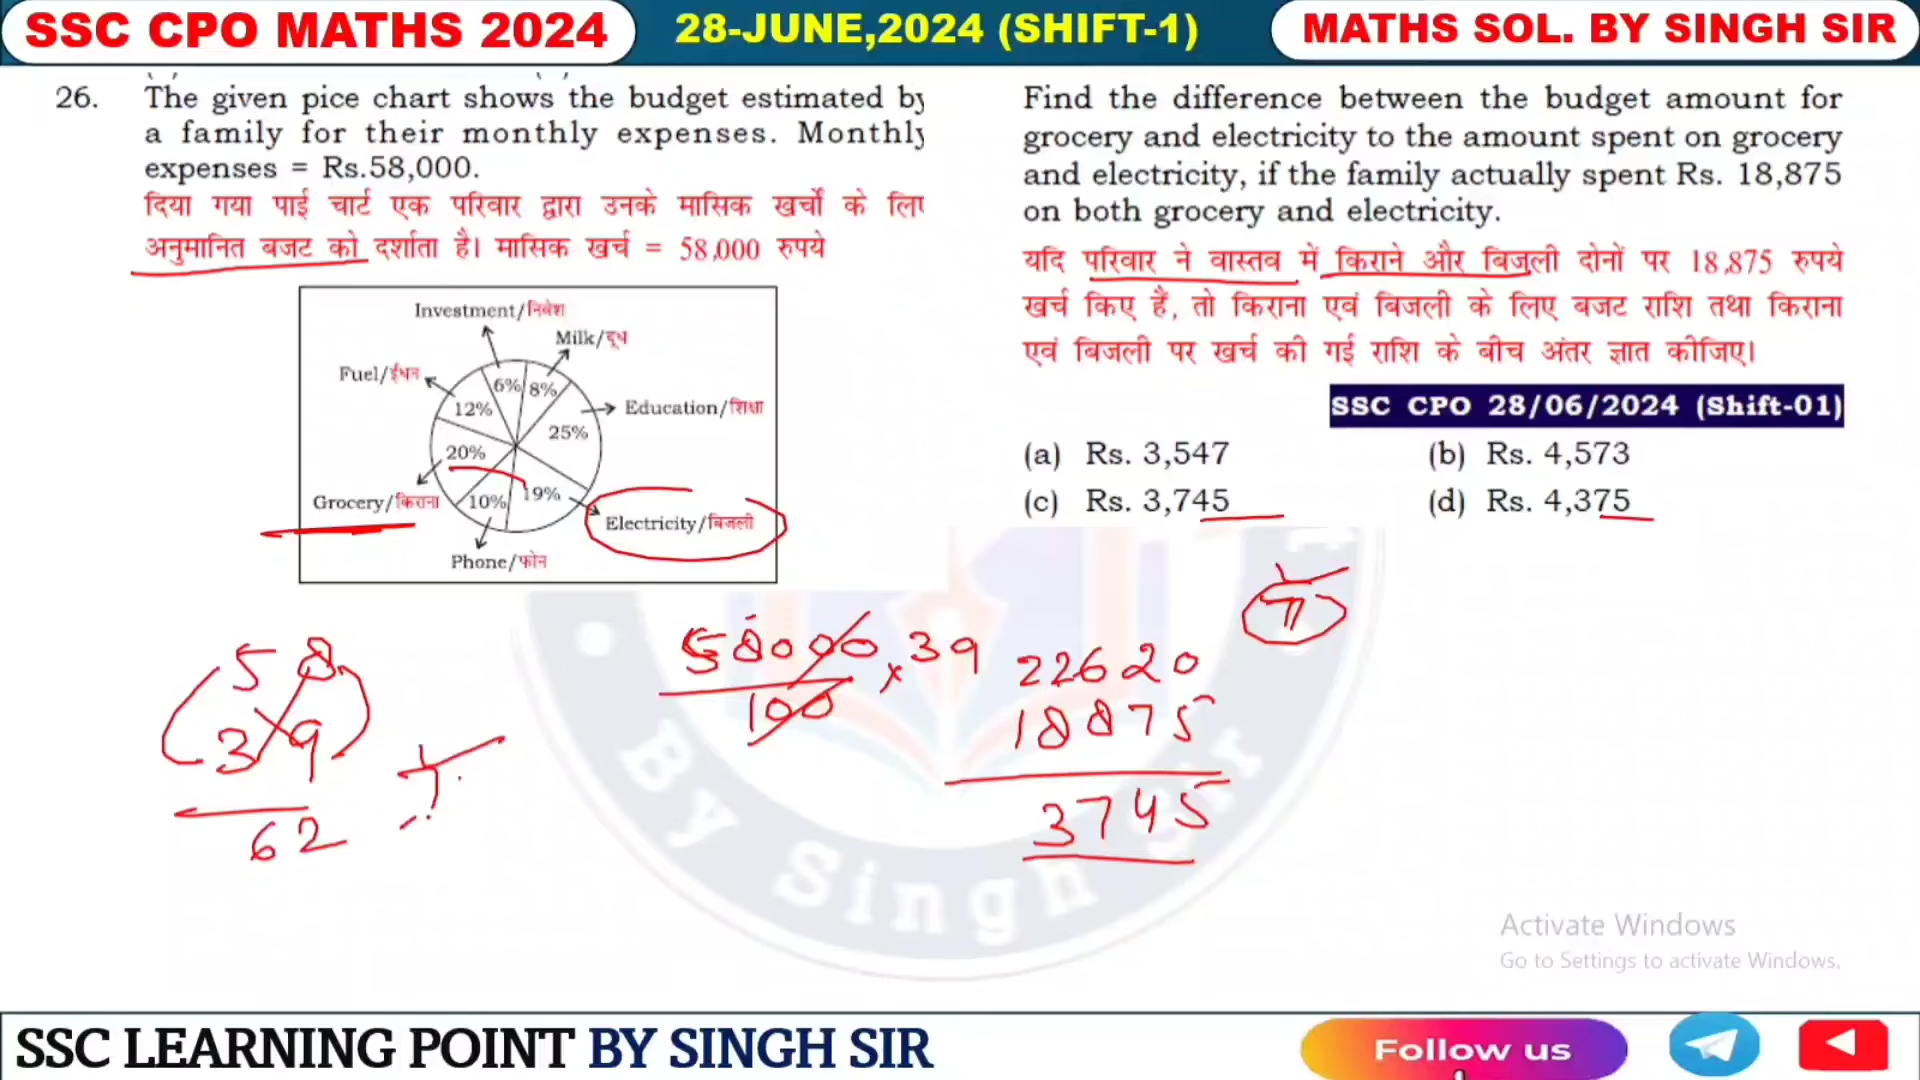 SSC CPO MATHS 2024
28-JUNE,2024 (SHIFT-1)
MATHS SOL. BY SINGH SIR
26. The given pice chart shows the budget estimated by
a family for their monthly expenses. Monthly
expenses = Rs.58,000.
दिया गया पाई चार्ट एक परिवार द्वारा उनके मासिक खर्चों के लिए
अनुमानित बजट को दर्शाता है। मासिक खर्च = 58,000 रुपये
Investment/निवेश
Milk/दूध
Fuel/ईंधन
6%
8%
12%
Education/शिक्षा
25%
20%
Grocery/किराना
10%
19%
Electricity/बिजली
Phone/फोन
Find the difference between the budget amount for
grocery and electricity to the amount spent on grocery
and electricity, if the family actually spent Rs. 18,875
on both grocery and electricity.
यदि परिवार ने वास्तव में किराने और बिजली दोनों पर 18,875 रुपये
खर्च किए हैं, तो किराना एवं बिजली के लिए बजट राशि तथा किराना
एवं बिजली पर खर्च की गई राशि के बीच अंतर ज्ञात कीजिए।
SSC CPO 28/06/2024 (Shift-01)
(a) Rs. 3,547 (b) Rs. 4,573
(c) Rs. 3,745 (d) Rs. 4,375
58
39
62
58000 × 39
100
22620
18875
3745
By Singh Sir
Activate Windows
Go to Settings to activate Windows.
SSC LEARNING POINT BY SINGH SIR
Follow us